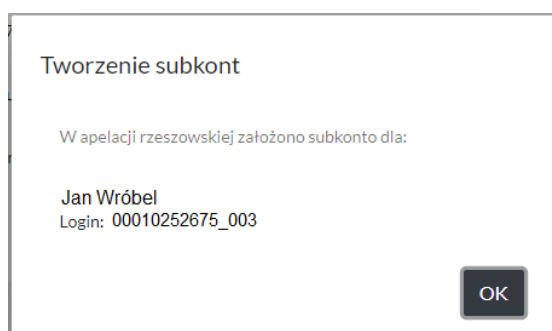 Tworzenie subkont
W apelacji rzeszowskiej założono subkonto dla:
Jan Wróbel
Login: 00010252675_003
OK